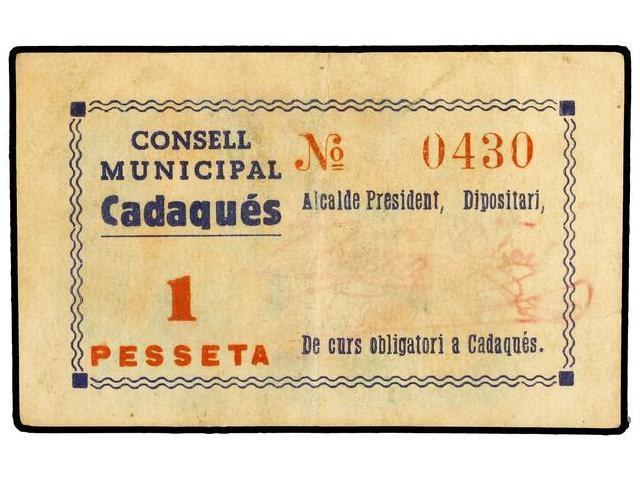 CONSELL
MUNICIPAL
Cadaqués
1
PESSETA
Nº 0430
Alcalde President, Dipositari,
De curs obligatori a Cadaqués.